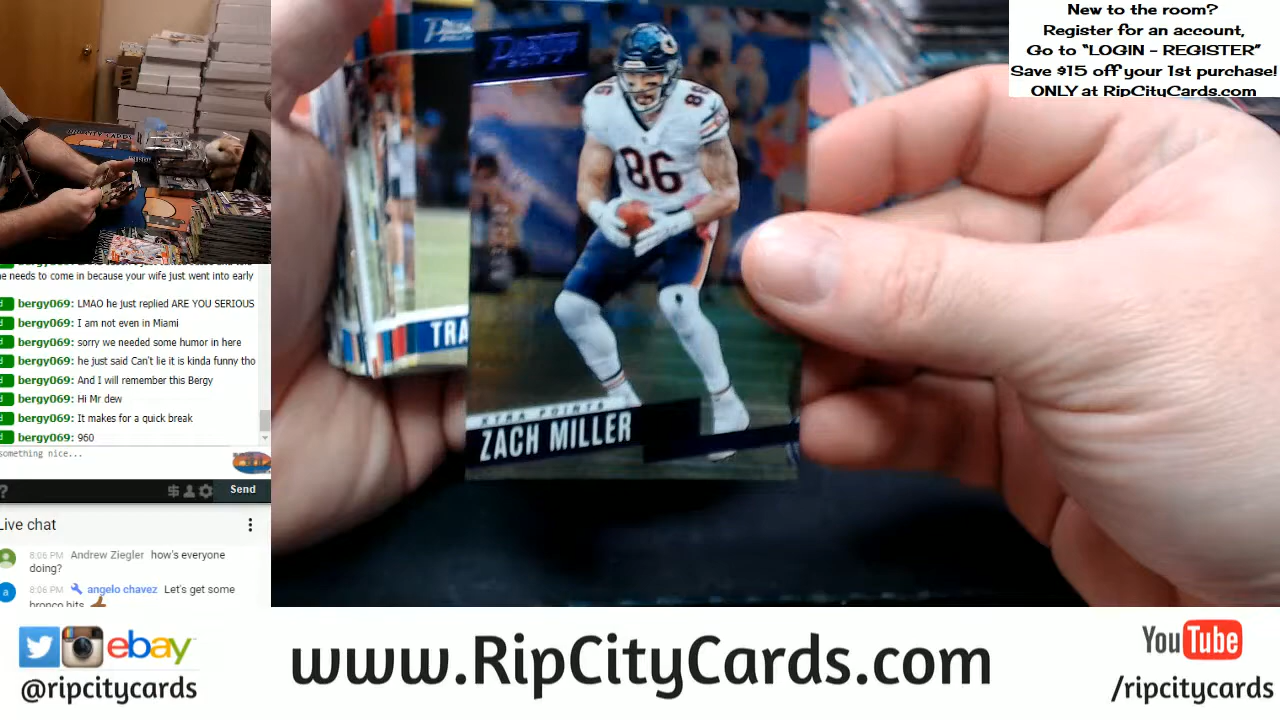 New to the room?
Register for an account,
Go to "LOGIN - REGISTER"
Save $15 off your 1st purchase!
ONLY at RipCityCards.com
86
86
86
XTRA POINTS
ZACH MILLER
TRA
needs to come in because your wife just went into early
bergy069: LMAO he just replied ARE YOU SERIOUS
bergy069: I am not even in Miami
bergy069: sorry we needed some humor in here
bergy069: he just said Can't lie it is kinda funny tho
bergy069: And I will remember this Bergy
bergy069: Hi Mr dew
bergy069: It makes for a quick break
bergy069: 960
something nice...
?
Send
Live chat
8:06 PM Andrew Ziegler how's everyone
doing?
a 8:06 PM angelo chavez Let's get some
bronco hits
ebay
@ripcitycards
www.RipCityCards.com
YouTube
/ripcitycards